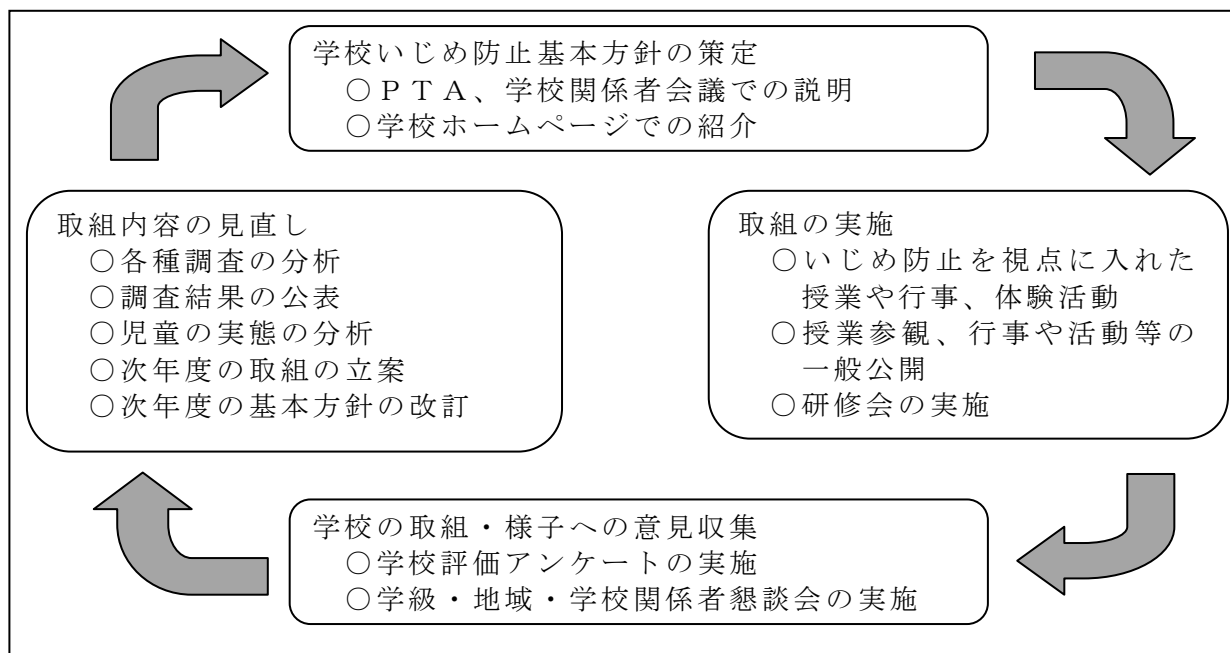 学校いじめ防止基本方針の策定
○ＰＴＡ、学校関係者会議での説明
○学校ホームページでの紹介
取組の実施
○いじめ防止を視点に入れた
授業や行事、体験活動
○授業参観、行事や活動等の
一般公開
○研修会の実施
学校の取組・様子への意見収集
○学校評価アンケートの実施
○学級・地域・学校関係者懇談会の実施
取組内容の見直し
○各種調査の分析
○調査結果の公表
○児童の実態の分析
○次年度の取組の立案
○次年度の基本方針の改訂